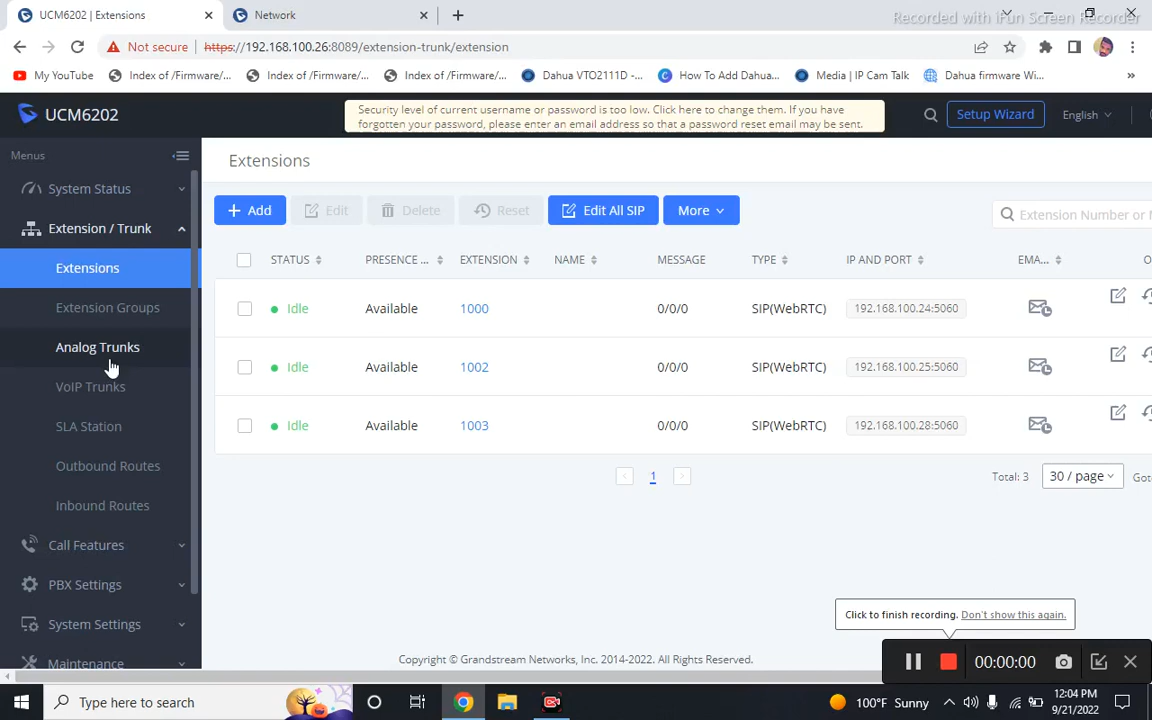 UCM6202 | Extensions
Network
Recorded with iFun Screen Recorder
Not secure
https://192.168.100.26:8089/extension-trunk/extension
My YouTube
Index of /Firmware/...
Index of /Firmware/...
Index of /Firmware/...
Dahua VTO2111D -...
How To Add Dahua...
Media | IP Cam Talk
Dahua firmware Wi...
UCM6202
Security level of current username or password is too low. Click here to change them. If you have
forgotten your password, please enter an email address so that a password reset email may be sent.
Setup Wizard
English
Menus
System Status
Extension / Trunk
Extensions
Extension Groups
Analog Trunks
VoIP Trunks
SLA Station
Outbound Routes
Inbound Routes
Call Features
PBX Settings
System Settings
Maintenance
Extensions
+ Add
Edit
Delete
Reset
Edit All SIP
More
Extension Number or
STATUS PRESENCE ... EXTENSION NAME MESSAGE TYPE IP AND PORT EMA...
Idle Available 1000 0/0/0 SIP(WebRTC) 192.168.100.24:5060
Idle Available 1002 0/0/0 SIP(WebRTC) 192.168.100.25:5060
Idle Available 1003 0/0/0 SIP(WebRTC) 192.168.100.28:5060
< 1 >
Total: 3
30 / page
Copyright © Grandstream Networks, Inc. 2014-2022. All Rights Reserved.
Click to finish recording. Don't show this again.
00:00:00
Type here to search
100°F Sunny
12:04 PM
9/21/2022